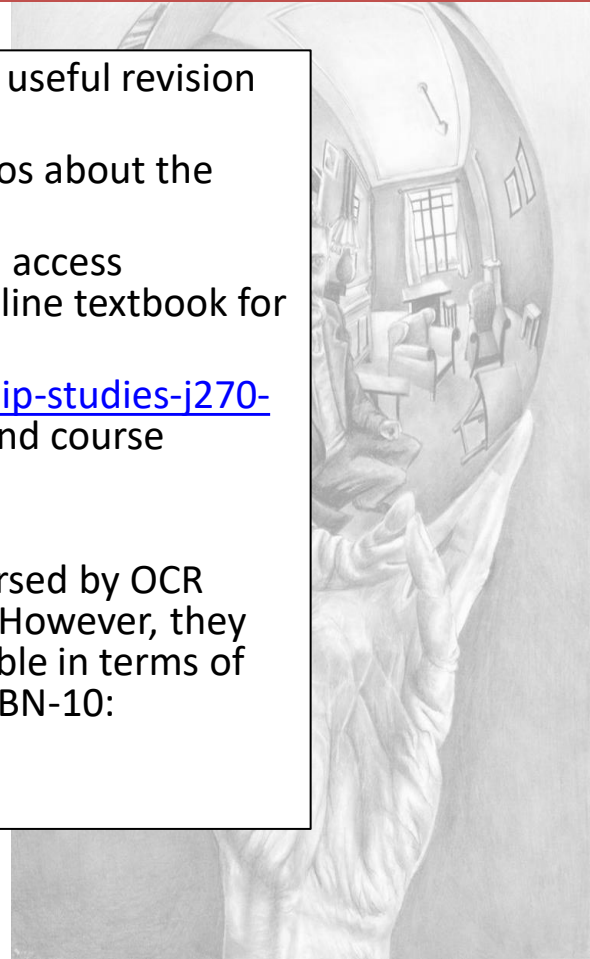 useful revision
os about the
access
line textbook for
ip-studies-j270-
nd course
rsed by OCR
However, they
ble in terms of
BN-10: